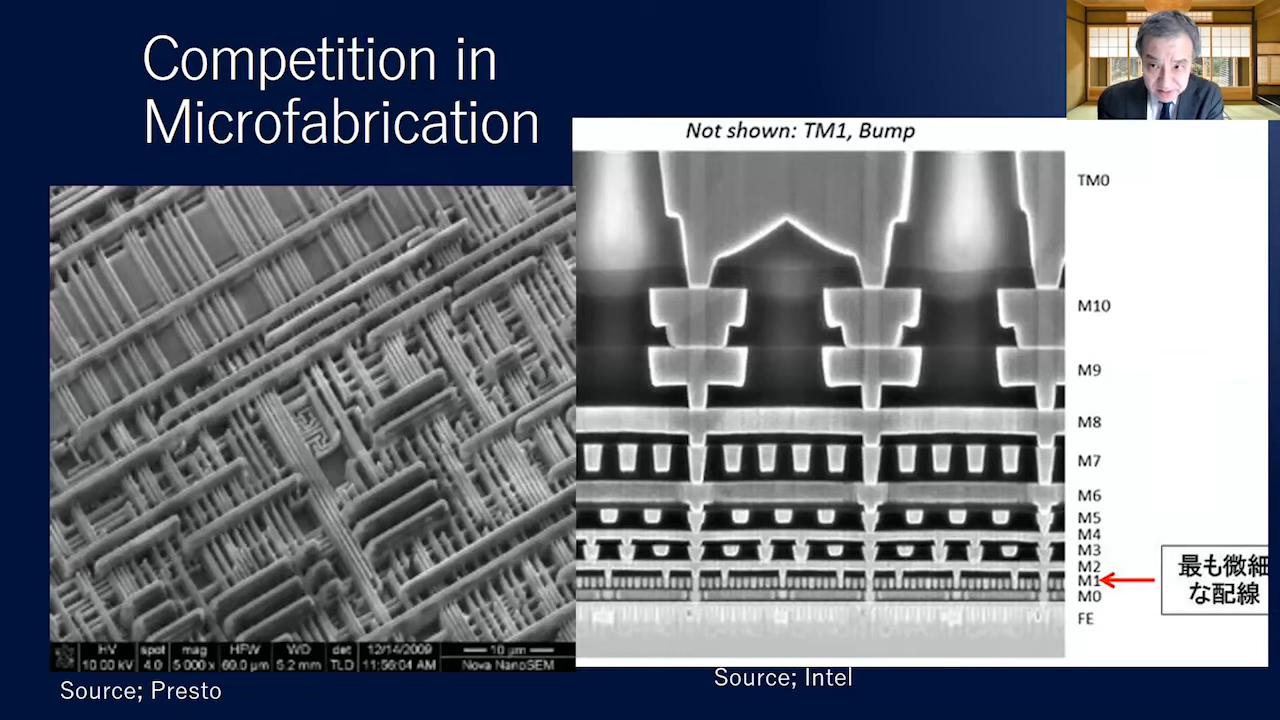 Competition in
Microfabrication
Not shown: TM1, Bump
TM0
M10
M9
M8
M7
M6
M5
M4
M3
M2
M1
M0
FE
最も微細
な配線
HV
spot
mag
HFW
WD
det
12/14/2009
10 µm
10.00 kV
4.0
5 000 x
60.0 µm
5.2 mm
TLD
11:56:04 AM
Nova NanoSEM
Source; Presto
Source; Intel